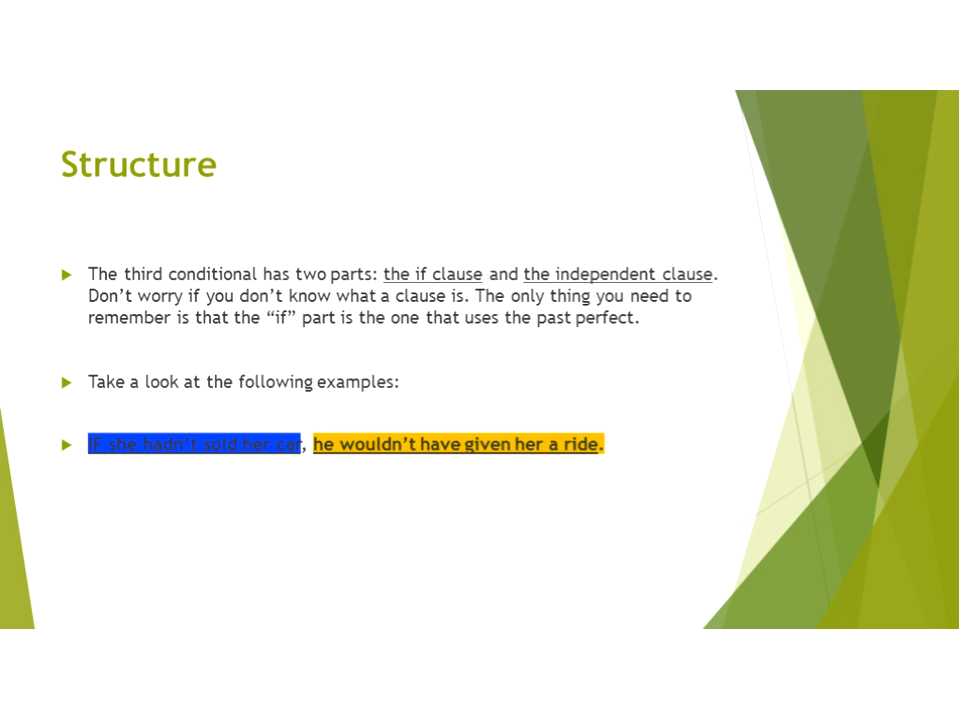 Structure
The third conditional has two parts: the if clause and the independent clause.
Don’t worry if you don’t know what a clause is. The only thing you need to
remember is that the “if” part is the one that uses the past perfect.
Take a look at the following examples:
IF she hadn’t sold her car, he wouldn’t have given her a ride.